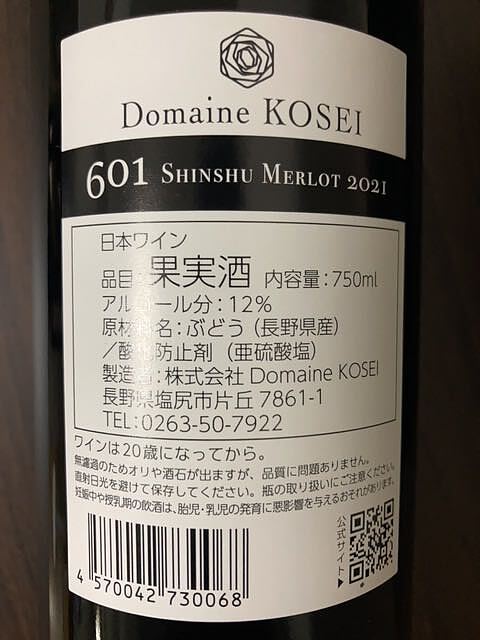 Domaine KOSEI
601 SHINSHU MERLOT 2021
日本ワイン
品目:果実酒 内容量:750ml
アルコール分:12%
原材料名:ぶどう(長野県産)
/酸化防止剤(亜硫酸塩)
製造者:株式会社 Domaine KOSEI
長野県塩尻市片丘 7861-1
TEL:0263-50-7922
ワインは20歳になってから。
無濾過のためオリや酒石が出ますが、品質に問題ありません。
直射日光を避けて保存してください。瓶の取り扱いにご注意ください。
妊娠中や授乳期の飲酒は、胎児・乳児の発育に悪影響を与えるおそれがあります。
公式サイト▶
4 570042 730068